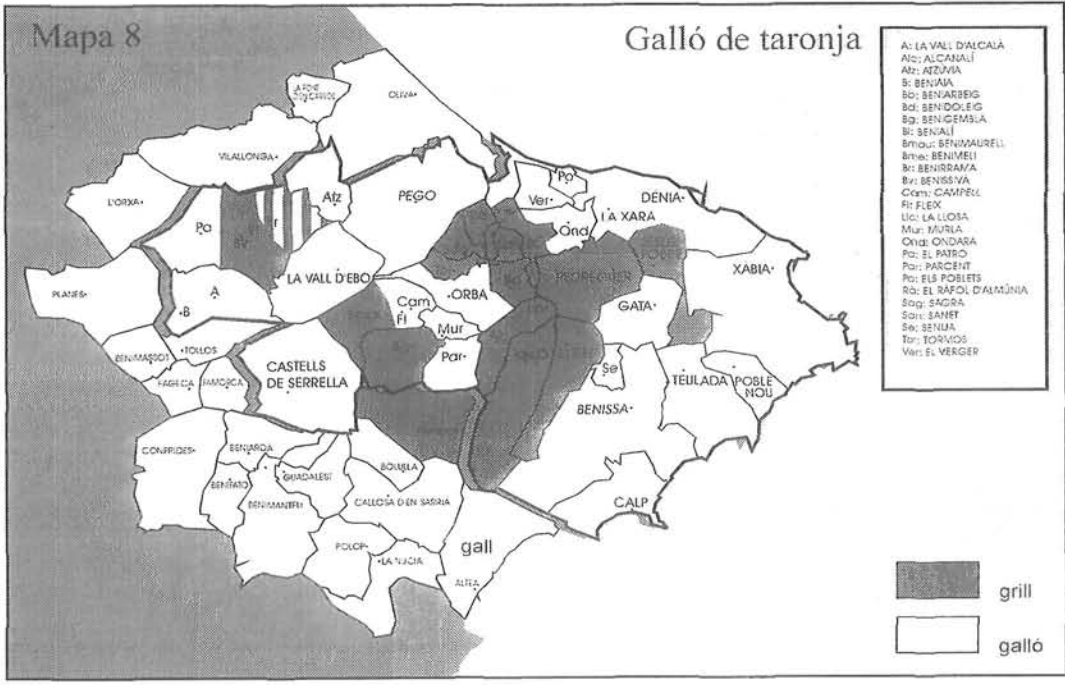 Mapa 8
Galló de taronja
A: LA VALL D'ALCALÀ
Alc: ALCANALÍ
Atz: ATZÚVIA
B: BENIAIA
Bb: BENIARBEIG
Bd: BENIDOLEIG
Bg: BENIGEMBLA
Bl: BENIALÍ
Bmau: BENIMAURELL
Bme: BENIMELI
Br: BENIRRAMA
Bv: BENISSIVA
Cam: CAMPELL
Fl: FLEIX
Llo: LA LLOSA
Mur: MURLA
Ond: ONDARA
Pa: EL PATRÓ
Par: PARCENT
Po: ELS POBLETS
Rà: EL RÀFOL D'ALMÚNIA
Sag: SAGRA
San: SANET
Se: SENIJA
Tor: TORMOS
Ver: EL VERGER
OLIVA
VILALLONGA
L'ORXA
Atz
PEGO
Po
Ver
DÉNIA
LA XARA
Ond
Pa
LA VALL D'EBO
PEDREGUER
XÀBIA
PLANES
A
B
ORBA
Cam
Fl
Mur
Par
GATA
BENIMASSOT
TOLLOS
FAGECA
FAMORCA
CASTELLS
DE SERRELLA
Se
TEULADA
POBLE
NOU
BENISSA
CONFRIDES
BENIARDÀ
BENIFATO
GUADALEST
BENIMANTELL
BOLULLA
CALLOSA D'EN SARRIÀ
CALP
POLOP
LA NUCIA
gall
ALTEA
grill
galló